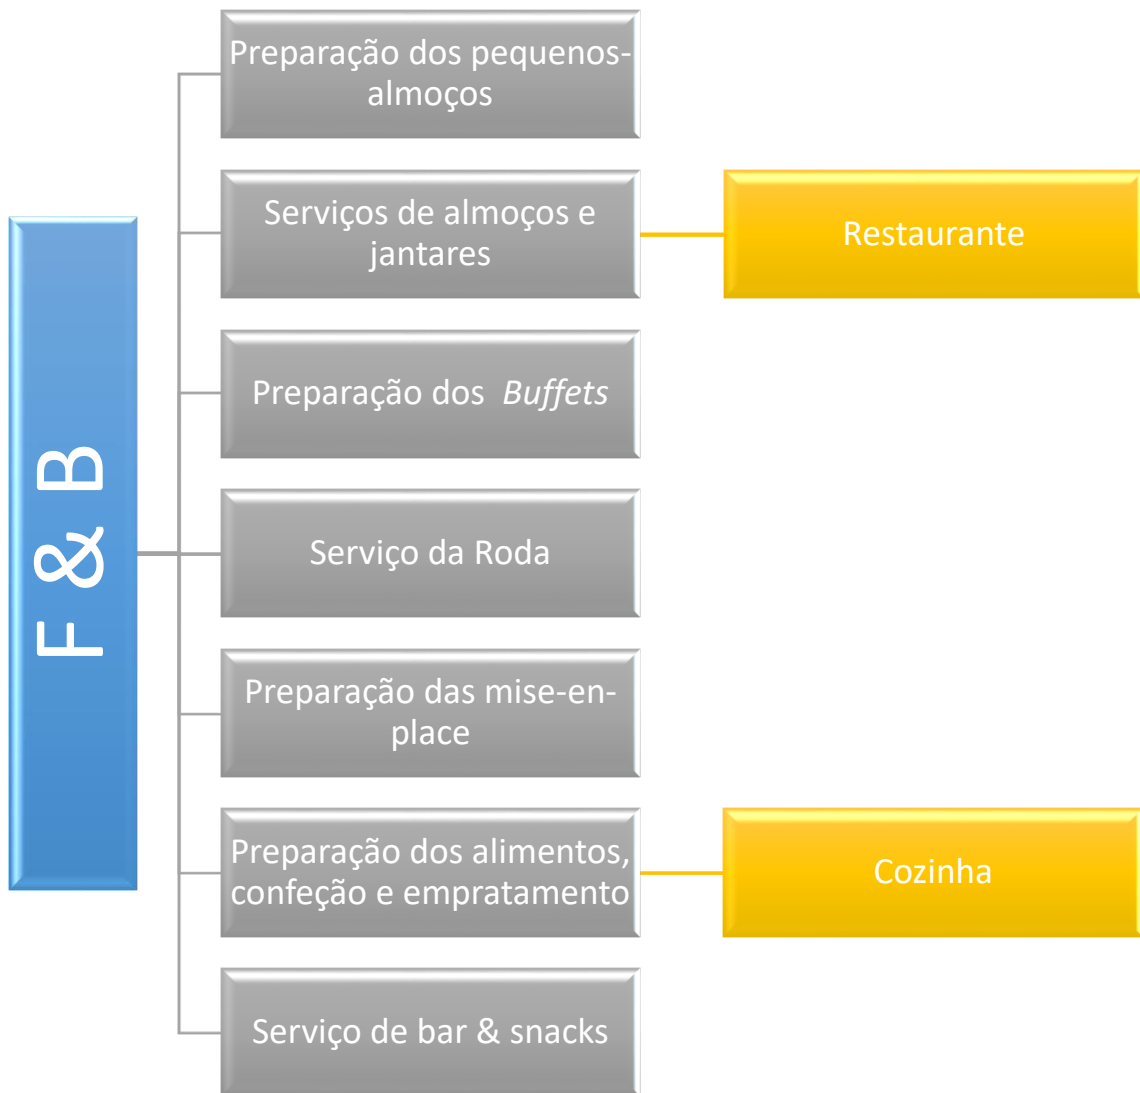 F & B
Preparação dos pequenos-
almoços
Serviços de almoços e
jantares
Restaurante
Preparação dos Buffets
Serviço da Roda
Preparação das mise-en-
place
Preparação dos alimentos,
confeção e empratamento
Cozinha
Serviço de bar & snacks